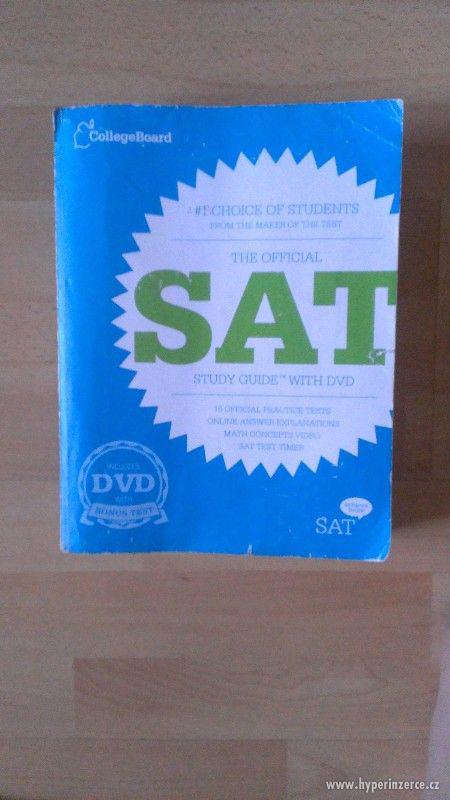 CollegeBoard
#1 CHOICE OF STUDENTS
FROM THE MAKER OF THE TEST
THE OFFICIAL
SAT
STUDY GUIDE™ WITH DVD
OFFICIAL PRACTICE TESTS
ONLINE ANSWER EXPLANATIONS
MATH CONCEPTS VIDEO
SAT TEST TIMER
INCLUDES
DVD
WITH
BONUS TEST
SAT
www.hyperinzerce.cz